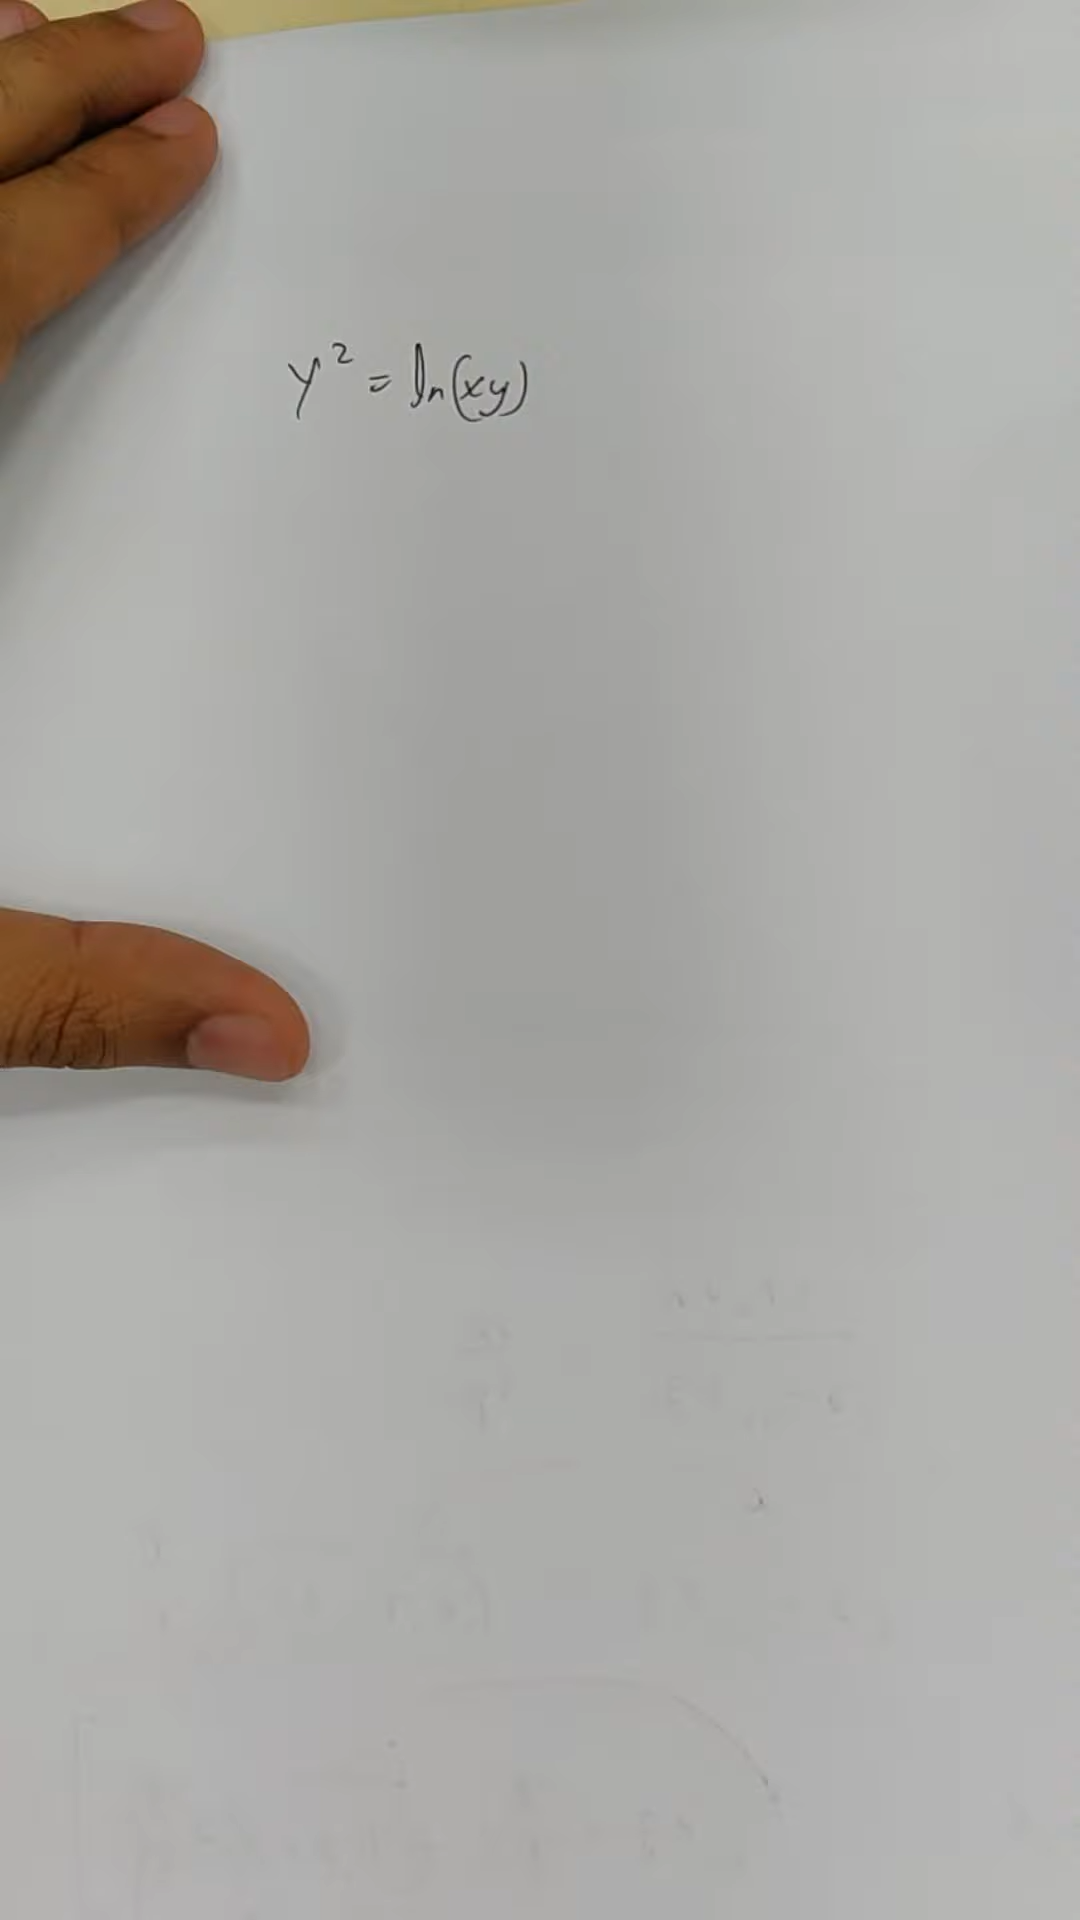 y² = ln(xy)